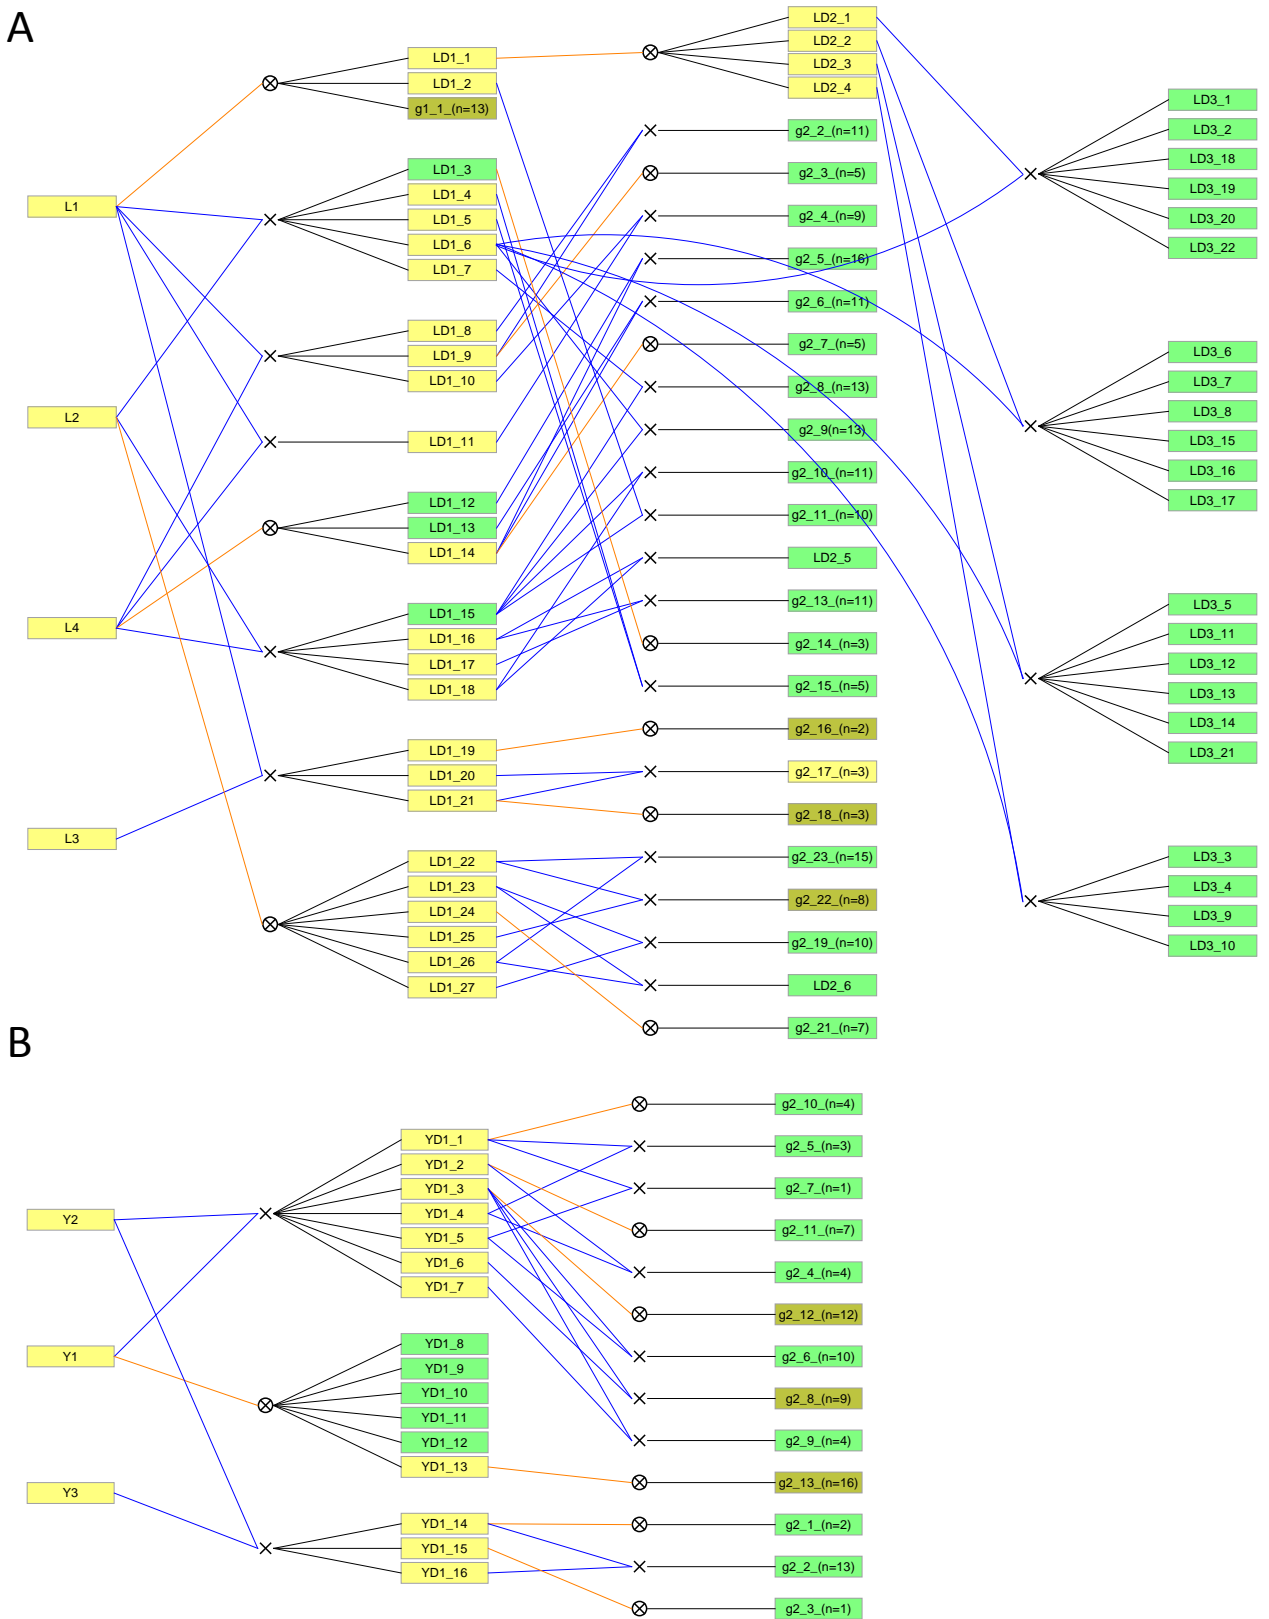 A
L1
L2
L4
L3
LD1_1
LD1_2
g1_1_(n=13)
LD1_3
LD1_4
LD1_5
LD1_6
LD1_7
LD1_8
LD1_9
LD1_10
LD1_11
LD1_12
LD1_13
LD1_14
LD1_15
LD1_16
LD1_17
LD1_18
LD1_19
LD1_20
LD1_21
LD1_22
LD1_23
LD1_24
LD1_25
LD1_26
LD1_27
LD2_1
LD2_2
LD2_3
LD2_4
g2_2_(n=11)
g2_3_(n=5)
g2_4_(n=9)
g2_5_(n=16)
g2_6_(n=11)
g2_7_(n=5)
g2_8_(n=13)
g2_9(n=13)
g2_10_(n=11)
g2_11_(n=10)
LD2_5
g2_13_(n=11)
g2_14_(n=3)
g2_15_(n=5)
g2_16_(n=2)
g2_17_(n=3)
g2_18_(n=3)
g2_23_(n=15)
g2_22_(n=8)
g2_19_(n=10)
LD2_6
g2_21_(n=7)
LD3_1
LD3_2
LD3_18
LD3_19
LD3_20
LD3_22
LD3_6
LD3_7
LD3_8
LD3_15
LD3_16
LD3_17
LD3_5
LD3_11
LD3_12
LD3_13
LD3_14
LD3_21
LD3_3
LD3_4
LD3_9
LD3_10
B
Y2
Y1
Y3
YD1_1
YD1_2
YD1_3
YD1_4
YD1_5
YD1_6
YD1_7
YD1_8
YD1_9
YD1_10
YD1_11
YD1_12
YD1_13
YD1_14
YD1_15
YD1_16
g2_10_(n=4)
g2_5_(n=3)
g2_7_(n=1)
g2_11_(n=7)
g2_4_(n=4)
g2_12_(n=12)
g2_6_(n=10)
g2_8_(n=9)
g2_9_(n=4)
g2_13_(n=16)
g2_1_(n=2)
g2_2_(n=13)
g2_3_(n=1)